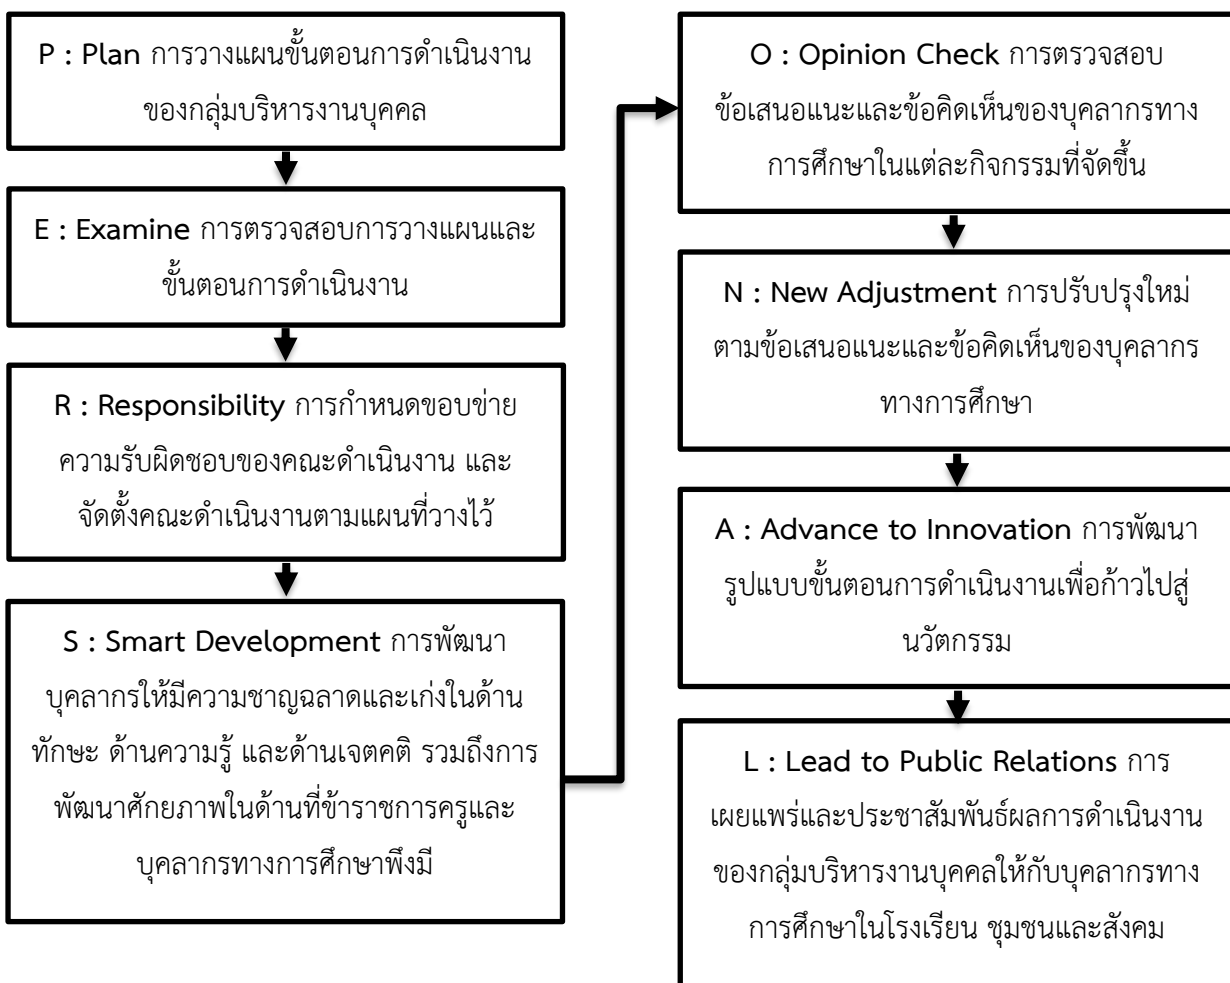 P : Plan การวางแผนขั้นตอนการดำเนินงาน
ของกลุ่มบริหารงานบุคคล
E : Examine การตรวจสอบการวางแผนและ
ขั้นตอนการดำเนินงาน
R : Responsibility การกำหนดขอบข่าย
ความรับผิดชอบของคณะดำเนินงาน และ
จัดตั้งคณะดำเนินงานตามแผนที่วางไว้
S : Smart Development การพัฒนา
บุคลากรให้มีความชาญฉลาดและเก่งในด้าน
ทักษะ ด้านความรู้ และด้านเจตคติ รวมถึงการ
พัฒนาศักยภาพในด้านที่ข้าราชการครูและ
บุคลากรทางการศึกษาพึงมี
O : Opinion Check การตรวจสอบ
ข้อเสนอแนะและข้อคิดเห็นของบุคลากรทาง
การศึกษาในแต่ละกิจกรรมที่จัดขึ้น
N : New Adjustment การปรับปรุงใหม่
ตามข้อเสนอแนะและข้อคิดเห็นของบุคลากร
ทางการศึกษา
A : Advance to Innovation การพัฒนา
รูปแบบขั้นตอนการดำเนินงานเพื่อก้าวไปสู่
นวัตกรรม
L : Lead to Public Relations การ
เผยแพร่และประชาสัมพันธ์ผลการดำเนินงาน
ของกลุ่มบริหารงานบุคคลให้กับบุคลากรทาง
การศึกษาในโรงเรียน ชุมชนและสังคม